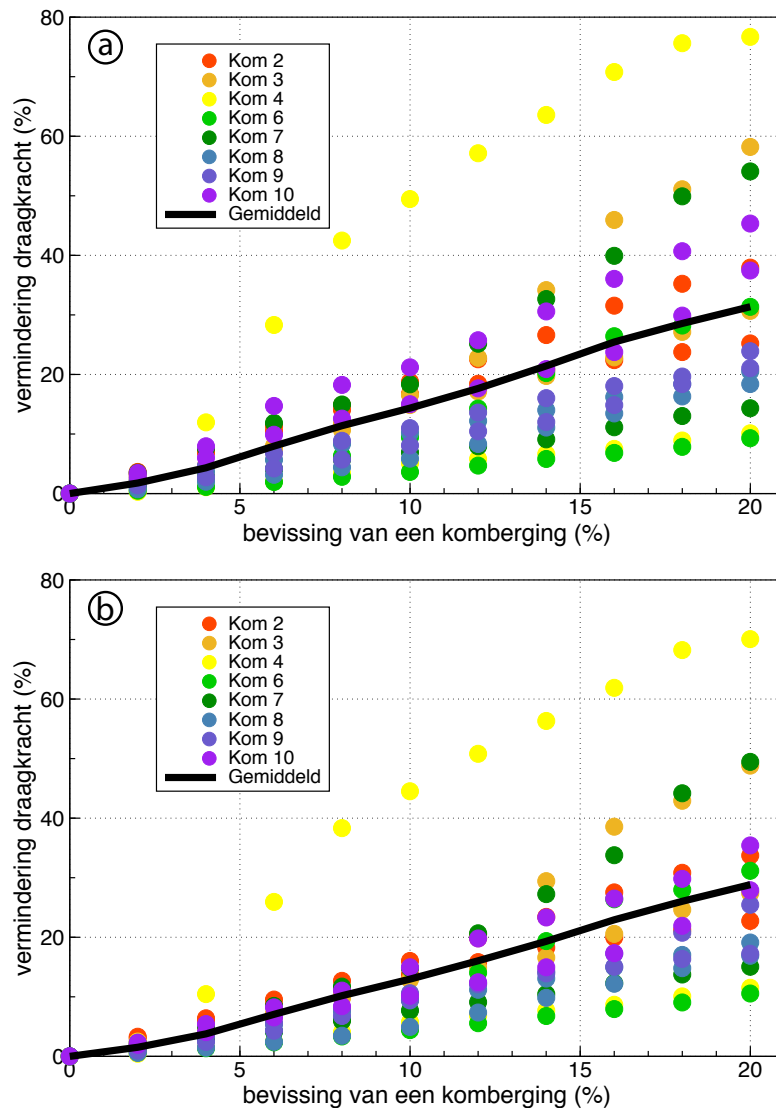 a
80
60
40
20
0
vermindering draagkracht (%)
Kom 2
Kom 3
Kom 4
Kom 6
Kom 7
Kom 8
Kom 9
Kom 10
Gemiddeld
0 5 10 15 20
bevissing van een komberging (%)
b
80
60
40
20
0
vermindering draagkracht (%)
Kom 2
Kom 3
Kom 4
Kom 6
Kom 7
Kom 8
Kom 9
Kom 10
Gemiddeld
0 5 10 15 20
bevissing van een komberging (%)